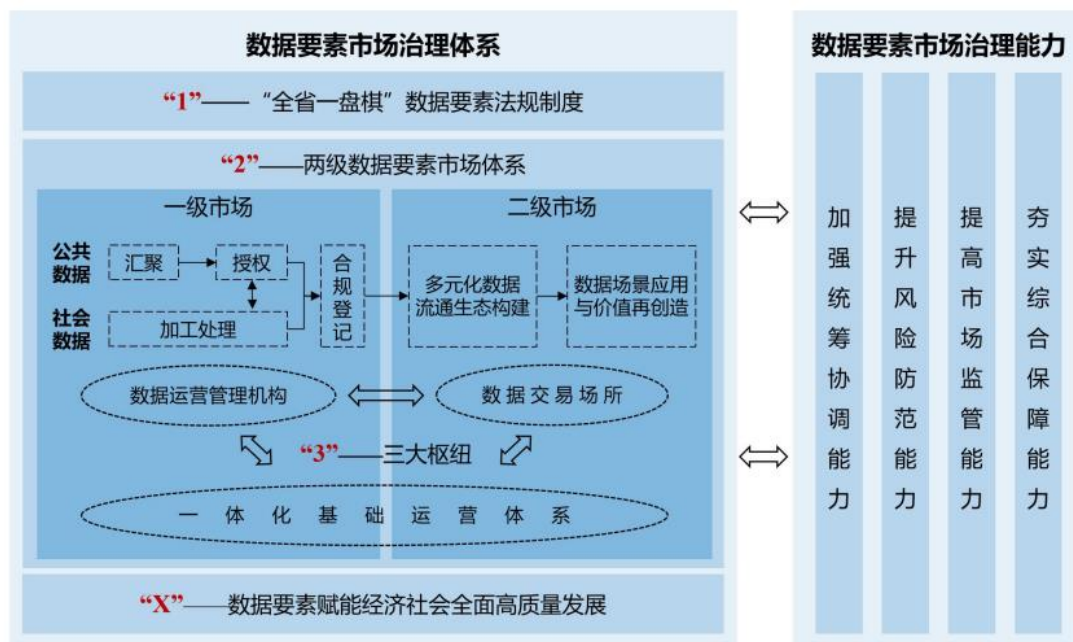 数据要素市场治理体系
“1”——“全省一盘棋”数据要素法规制度
“2”——两级数据要素市场体系
一级市场
公共
数据
汇聚
授权
社会
数据
加工处理
合规登记
数据运营管理机构
二级市场
多元化数据
流通生态构建
数据场景应用
与价值再创造
数据交易场所
“3”——三大枢纽
一体化基础运营体系
“X”——数据要素赋能经济社会全面高质量发展
数据要素市场治理能力
加强统筹协调能力
提升风险防范能力
提高市场监管能力
夯实综合保障能力